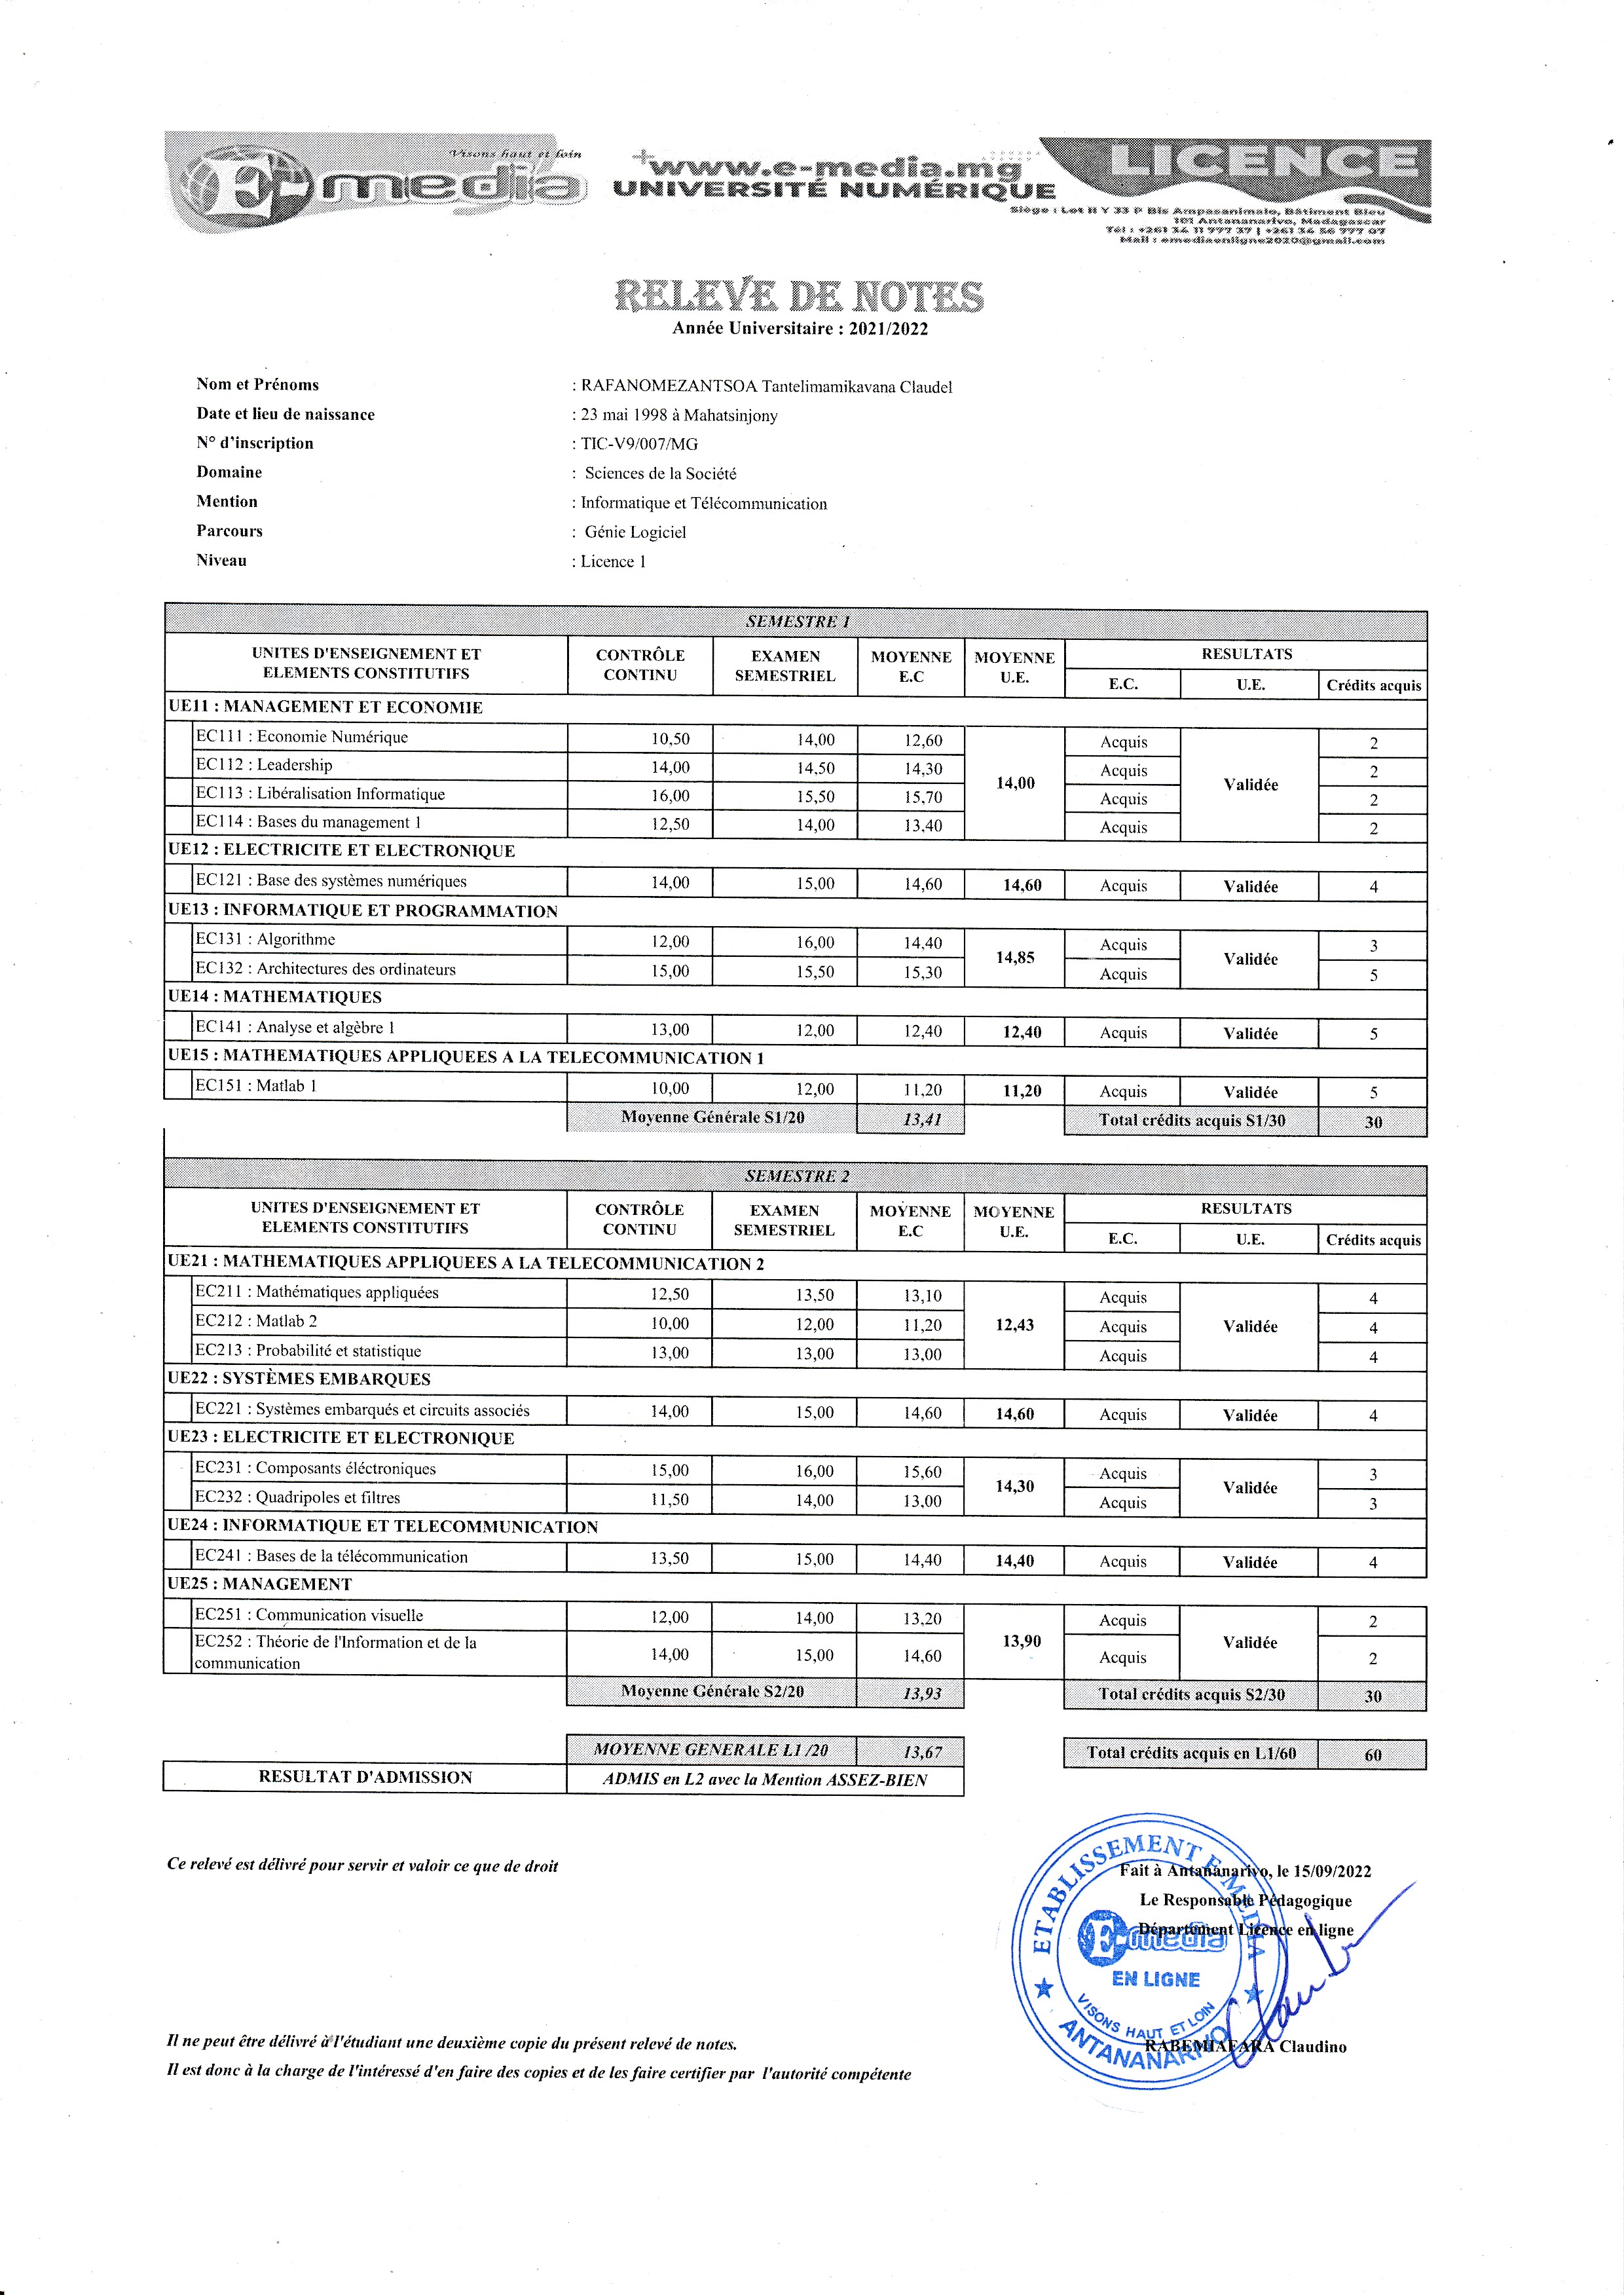 Visons haut et loin
E-media
www.e-media.mg
UNIVERSITÉ NUMÉRIQUE
LICENCE
Siège : Lot II Y 33 P Bis Ampasanimalo, Bâtiment Bleu
101 Antananarivo, Madagascar
Tél : +261 34 11 777 37 | +261 34 56 777 07
Mail : emediaenligne2020@gmail.com
RELEVE DE NOTES
Année Universitaire : 2021/2022
Nom et Prénoms : RAFANOMEZANTSOA Tantelimamikavana Claudel
Date et lieu de naissance : 23 mai 1998 à Mahatsinjony
N° d'inscription : TIC-V9/007/MG
Domaine : Sciences de la Société
Mention : Informatique et Télécommunication
Parcours : Génie Logiciel
Niveau : Licence 1
SEMESTRE 1
UNITES D'ENSEIGNEMENT ET ELEMENTS CONSTITUTIFS CONTRÔLE CONTINU EXAMEN SEMESTRIEL MOYENNE E.C MOYENNE U.E. RESULTATS
E.C. U.E. Crédits acquis
UE11 : MANAGEMENT ET ECONOMIE
EC111 : Economie Numérique 10,50 14,00 12,60 Acquis 2
EC112 : Leadership 14,00 14,50 14,30 Acquis 2
14,00 Validée
EC113 : Libéralisation Informatique 16,00 15,50 15,70 Acquis 2
EC114 : Bases du management 1 12,50 14,00 13,40 Acquis 2
UE12 : ELECTRICITE ET ELECTRONIQUE
EC121 : Base des systèmes numériques 14,00 15,00 14,60 14,60 Acquis Validée 4
UE13 : INFORMATIQUE ET PROGRAMMATION
EC131 : Algorithme 12,00 16,00 14,40 Acquis 3
14,85 Validée
EC132 : Architectures des ordinateurs 15,00 15,50 15,30 Acquis 5
UE14 : MATHEMATIQUES
EC141 : Analyse et algèbre 1 13,00 12,00 12,40 12,40 Acquis Validée 5
UE15 : MATHEMATIQUES APPLIQUEES A LA TELECOMMUNICATION 1
EC151 : Matlab 1 10,00 12,00 11,20 11,20 Acquis Validée 5
Moyenne Générale S1/20 13,41 Total crédits acquis S1/30 30
SEMESTRE 2
UNITES D'ENSEIGNEMENT ET ELEMENTS CONSTITUTIFS CONTRÔLE CONTINU EXAMEN SEMESTRIEL MOYENNE E.C MOYENNE U.E. RESULTATS
E.C. U.E. Crédits acquis
UE21 : MATHEMATIQUES APPLIQUEES A LA TELECOMMUNICATION 2
EC211 : Mathématiques appliquées 12,50 13,50 13,10 Acquis 4
EC212 : Matlab 2 10,00 12,00 11,20 12,43 Acquis Validée 4
EC213 : Probabilité et statistique 13,00 13,00 13,00 Acquis 4
UE22 : SYSTÈMES EMBARQUES
EC221 : Systèmes embarqués et circuits associés 14,00 15,00 14,60 14,60 Acquis Validée 4
UE23 : ELECTRICITE ET ELECTRONIQUE
EC231 : Composants éléctroniques 15,00 16,00 15,60 Acquis 3
14,30 Validée
EC232 : Quadripoles et filtres 11,50 14,00 13,00 Acquis 3
UE24 : INFORMATIQUE ET TELECOMMUNICATION
EC241 : Bases de la télécommunication 13,50 15,00 14,40 14,40 Acquis Validée 4
UE25 : MANAGEMENT
EC251 : Communication visuelle 12,00 14,00 13,20 Acquis 2
13,90 Validée
EC252 : Théorie de l'Information et de la communication 14,00 15,00 14,60 Acquis 2
Moyenne Générale S2/20 13,93 Total crédits acquis S2/30 30
MOYENNE GENERALE L1 /20 13,67 Total crédits acquis en L1/60 60
RESULTAT D'ADMISSION ADMIS en L2 avec la Mention ASSEZ-BIEN
Ce relevé est délivré pour servir et valoir ce que de droit
Fait à Antananarivo, le 15/09/2022
Le Responsable Pédagogique
Département Licence en ligne
ETABLISSEMENT E-MEDIA
E-media
EN LIGNE
VISONS HAUT ET LOIN
ANTANANARIVO
RABEMIAFARA Claudino
Il ne peut être délivré à l'étudiant une deuxième copie du présent relevé de notes.
Il est donc à la charge de l'intéressé d'en faire des copies et de les faire certifier par l'autorité compétente